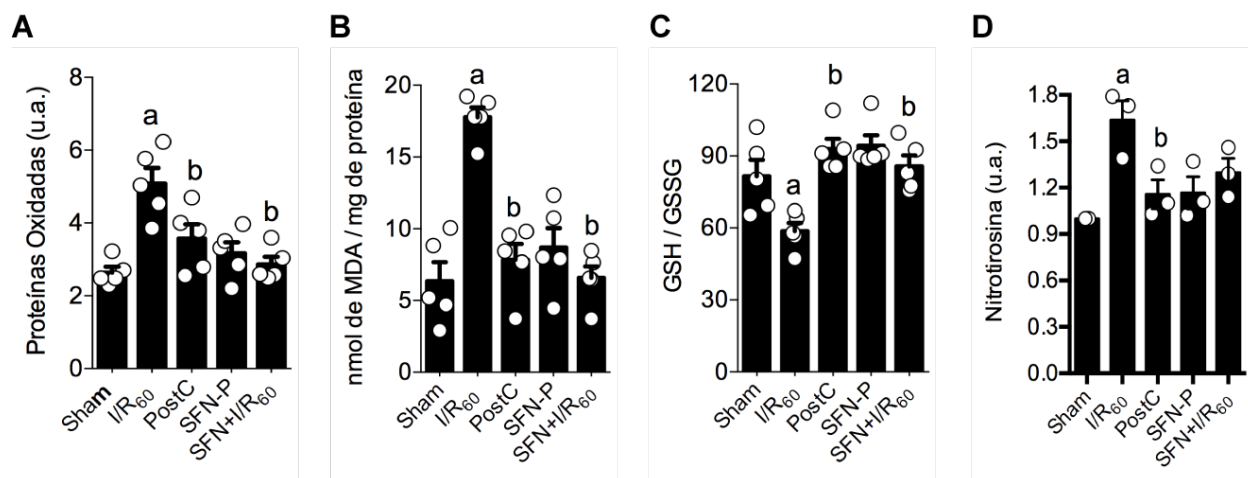 A
Proteínas Oxidadas (u.a.)
8
6
4
2
0
a
b
b
Sham
I/R60
PostC
SFN-P
SFN+I/R60
B
nmol de MDA / mg de proteína
20
15
10
5
0
a
b
b
Sham
I/R60
PostC
SFN-P
SFN+I/R60
C
GSH / GSSG
120
90
60
30
0
a
b
b
Sham
I/R60
PostC
SFN-P
SFN+I/R60
D
Nitrotirosina (u.a.)
1.8
1.5
1.2
0.9
0.6
0.3
0.0
a
b
Sham
I/R60
PostC
SFN-P
SFN+I/R60